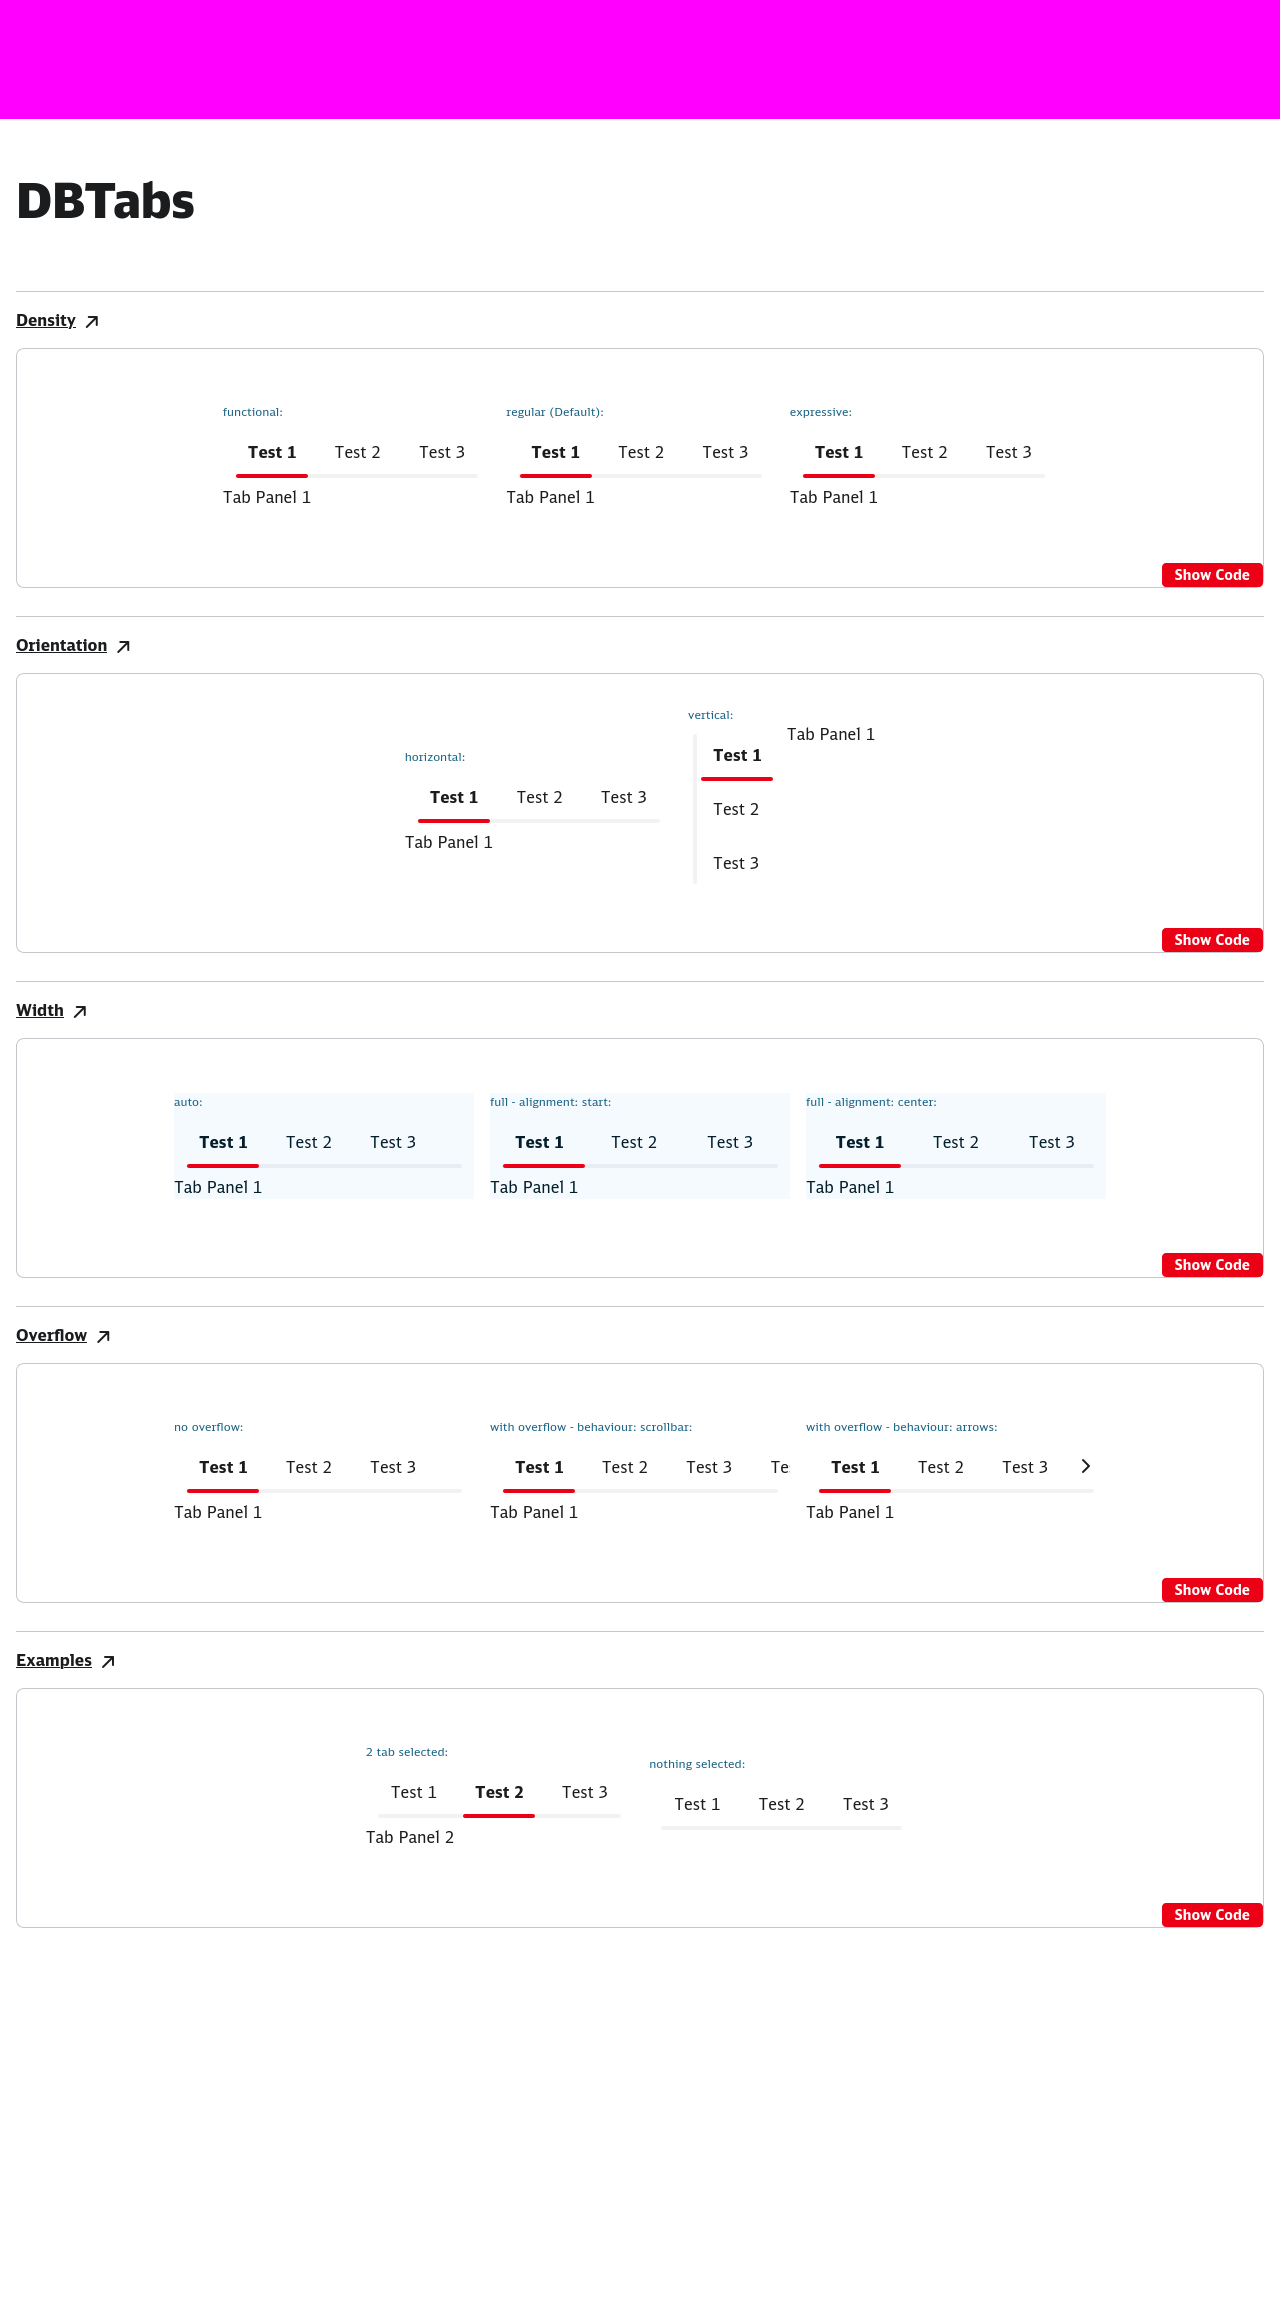 DBTabs
Density
functional: regular (Default): expressive:
Test 1 Test 2 Test 3 Test 1 Test 2 Test 3 Test 1 Test 2 Test 3
Tab Panel 1 Tab Panel 1 Tab Panel 1
Show Code
Orientation
horizontal:
Test 1 Test 2 Test 3
Tab Panel 1
vertical:
Tab Panel 1
Test 1
Test 2
Test 3
Show Code
Width
auto: full - alignment: start: full - alignment: center:
Test 1 Test 2 Test 3 Test 1 Test 2 Test 3 Test 1 Test 2 Test 3
Tab Panel 1 Tab Panel 1 Tab Panel 1
Show Code
Overflow
no overflow: with overflow - behaviour: scrollbar: with overflow - behaviour: arrows:
Test 1 Test 2 Test 3 Test 1 Test 2 Test 3 Te Test 1 Test 2 Test 3
Tab Panel 1 Tab Panel 1 Tab Panel 1
Show Code
Examples
2 tab selected:
Test 1 Test 2 Test 3
Tab Panel 2
nothing selected:
Test 1 Test 2 Test 3
Show Code